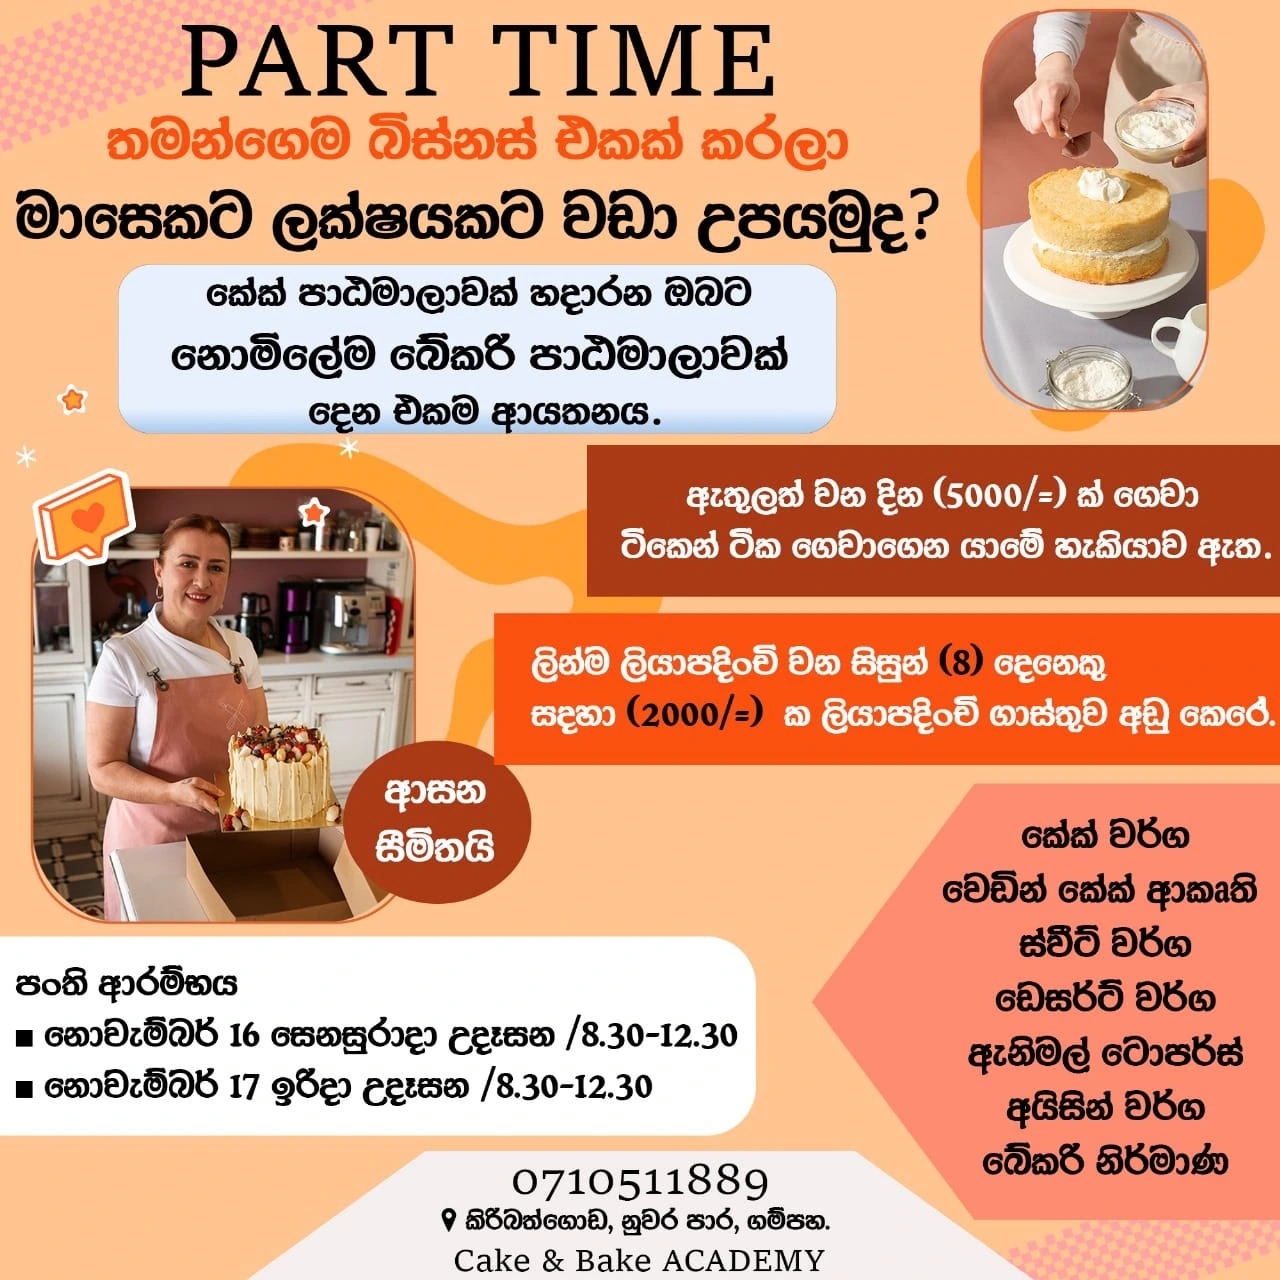 PART TIME
තමන්ගෙම බිස්නස් එකක් කරලා
මාසෙකට ලක්ෂයකට වඩා උපයමුද?
කේක් පාඨමාලාවක් හදාරන ඔබට
නොමිලේම බේකරි පාඨමාලාවක්
දෙන එකම ආයතනය.
ඇතුලත් වන දින (5000/=) ක් ගෙවා
ටිකෙන් ටික ගෙවාගෙන යාමේ හැකියාව ඇත.
ලින්ම ලියාපදිංචි වන සිසුන් (8) දෙනෙකු
සදහා (2000/=) ක ලියාපදිංචි ගාස්තුව අඩු කෙරේ.
ආසන
සීමිතයි
කේක් වර්ග
වෙඩින් කේක් ආකෘති
ස්වීට් වර්ග
ඩෙසර්ට් වර්ග
ඇනිමල් ටොපර්ස්
අයිසින් වර්ග
බේකරි නිර්මාණ
පංති ආරම්භය
▪ නොවැම්බර් 16 සෙනසුරාදා උදෑසන /8.30-12.30
▪ නොවැම්බර් 17 ඉරිදා උදෑසන /8.30-12.30
0710511889
කිරිබත්ගොඩ, නුවර පාර, ගම්පහ.
Cake & Bake ACADEMY